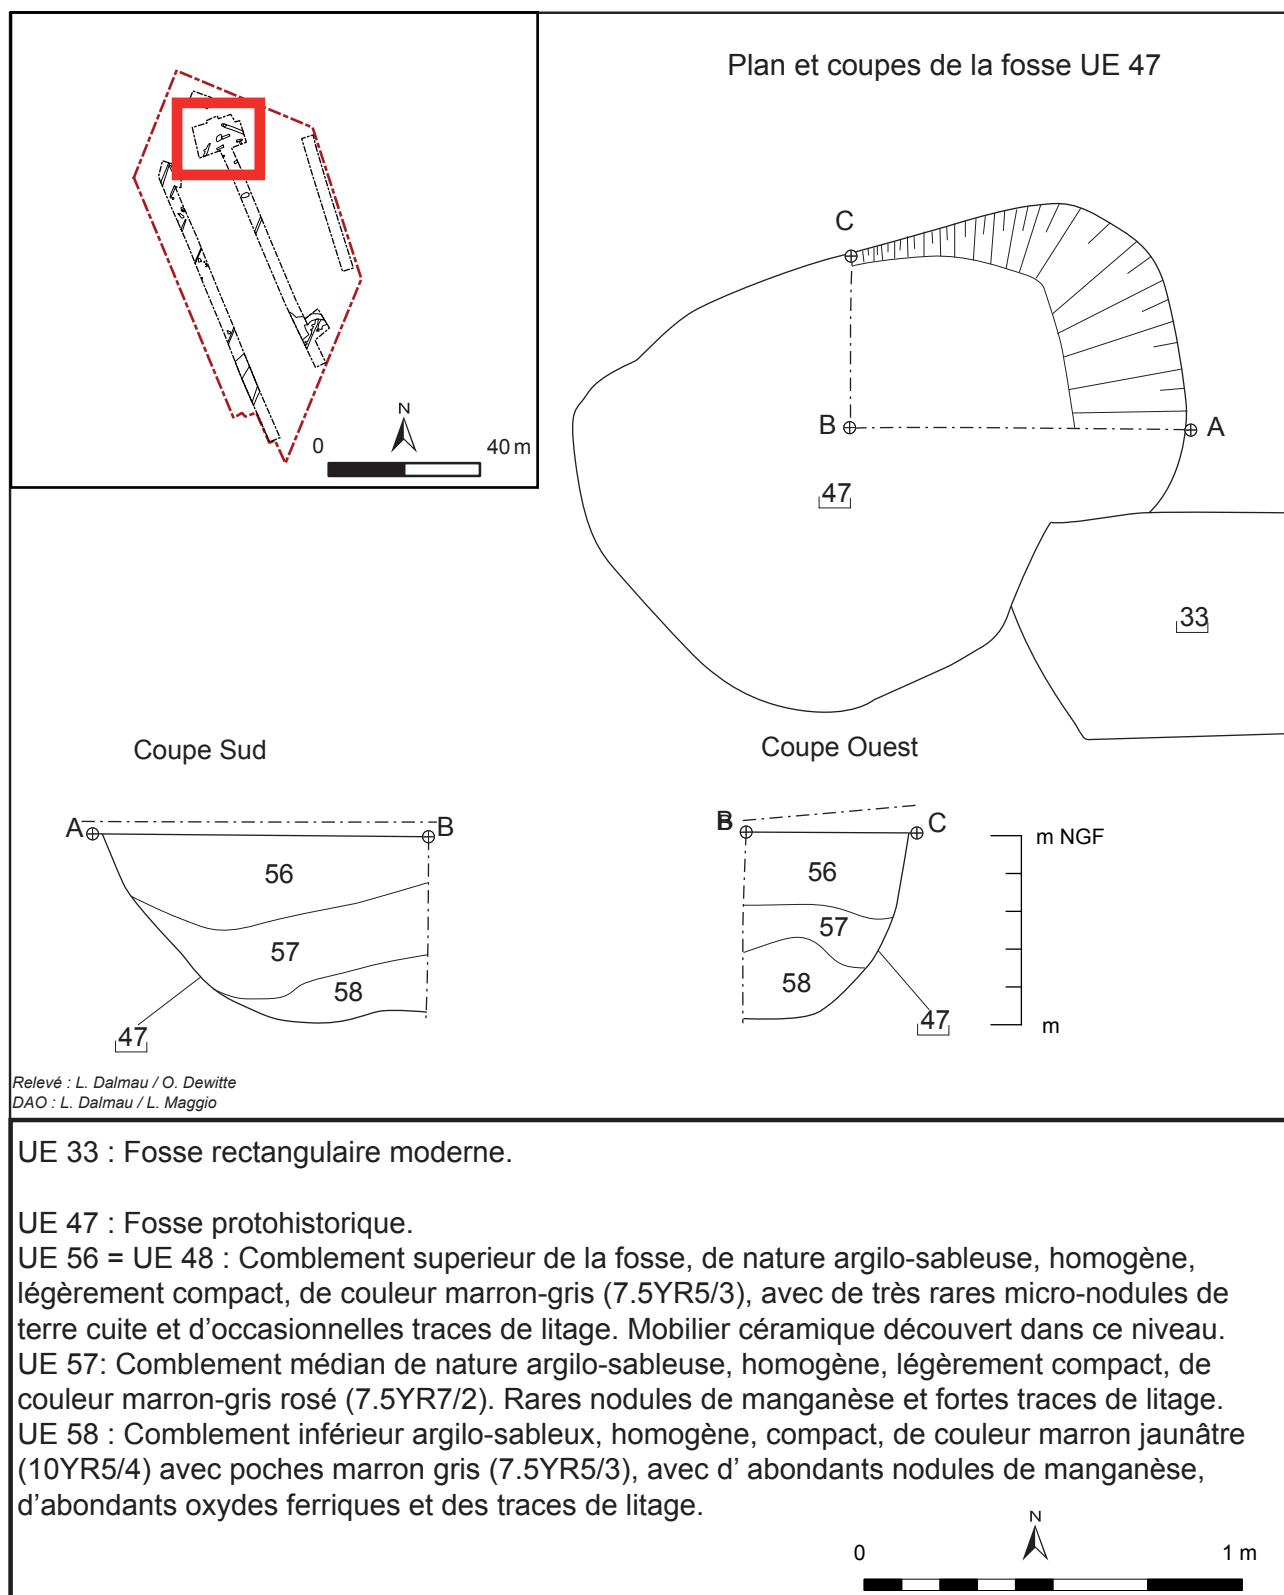 Plan et coupes de la fosse UE 47
N
0
40 m
C
B
A
47
33
Coupe Sud
A
B
56
57
58
47
Coupe Ouest
B
C
56
57
58
47
m NGF
m
Relevé : L. Dalmau / O. Dewitte
DAO : L. Dalmau / L. Maggio
UE 33 : Fosse rectangulaire moderne.
UE 47 : Fosse protohistorique.
UE 56 = UE 48 : Comblement superieur de la fosse, de nature argilo-sableuse, homogène,
légèrement compact, de couleur marron-gris (7.5YR5/3), avec de très rares micro-nodules de
terre cuite et d'occasionnelles traces de litage. Mobilier céramique découvert dans ce niveau.
UE 57: Comblement médian de nature argilo-sableuse, homogène, légèrement compact, de
couleur marron-gris rosé (7.5YR7/2). Rares nodules de manganèse et fortes traces de litage.
UE 58 : Comblement inférieur argilo-sableux, homogène, compact, de couleur marron jaunâtre
(10YR5/4) avec poches marron gris (7.5YR5/3), avec d' abondants nodules de manganèse,
d'abondants oxydes ferriques et des traces de litage.
N
0
1 m